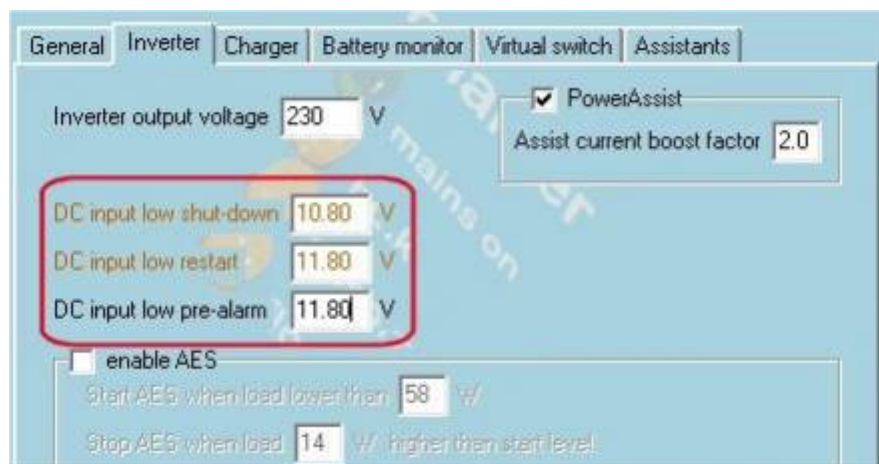 General Inverter Charger Battery monitor Virtual switch Assistants
Inverter output voltage 230 V
PowerAssist
Assist current boost factor 2.0
DC input low shut-down 10.80 V
DC input low restart 11.80 V
DC input low pre-alarm 11.80 V
enable AES
Start AES when load lower than 58 W
Stop AES when load 14 W higher than start level
mains on